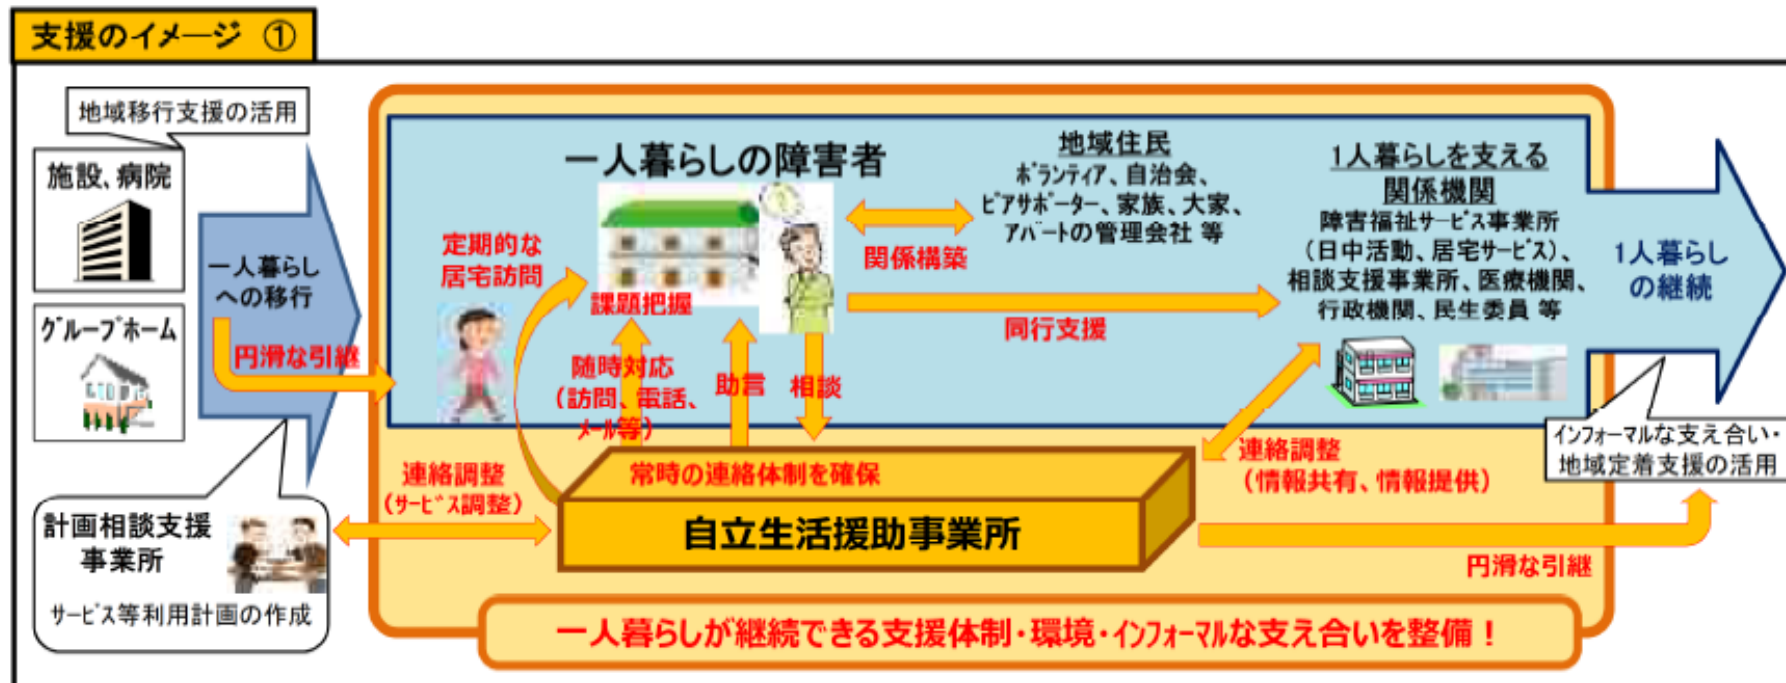 支援のイメージ ①
地域移行支援の活用
施設、病院
グループホーム
一人暮らし
への移行
円滑な引継
計画相談支援
事業所
サービス等利用計画の作成
連絡調整
(サービス調整)
一人暮らしの障害者
定期的な
居宅訪問
課題把握
随時対応
(訪問、電話、
メール等)
助言
相談
関係構築
同行支援
地域住民
ボランティア、自治会、
ピアサポーター、家族、大家、
アパートの管理会社 等
1人暮らしを支える
関係機関
障害福祉サービス事業所
(日中活動、居宅サービス)、
相談支援事業所、医療機関、
行政機関、民生委員 等
連絡調整
(情報共有、情報提供)
常時の連絡体制を確保
自立生活援助事業所
1人暮らし
の継続
インフォーマルな支え合い・
地域定着支援の活用
円滑な引継
一人暮らしが継続できる支援体制・環境・インフォーマルな支え合いを整備！